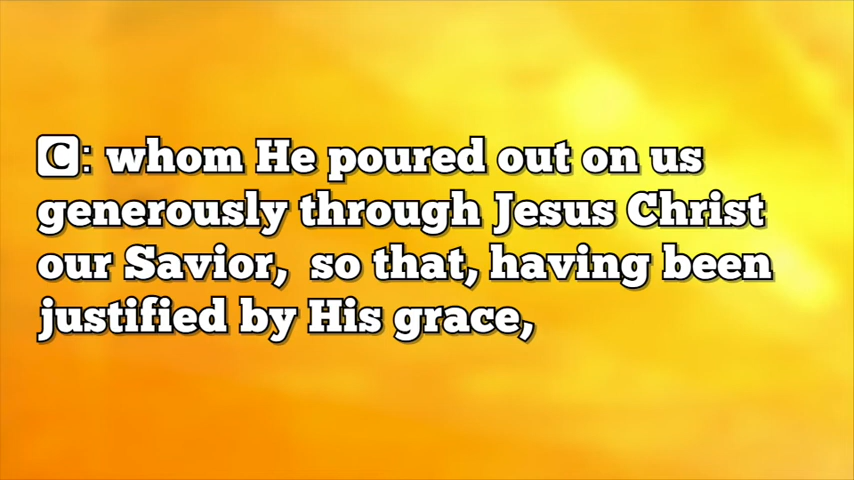 C: whom He poured out on us
generously through Jesus Christ
our Savior,  so that, having been
justified by His grace,